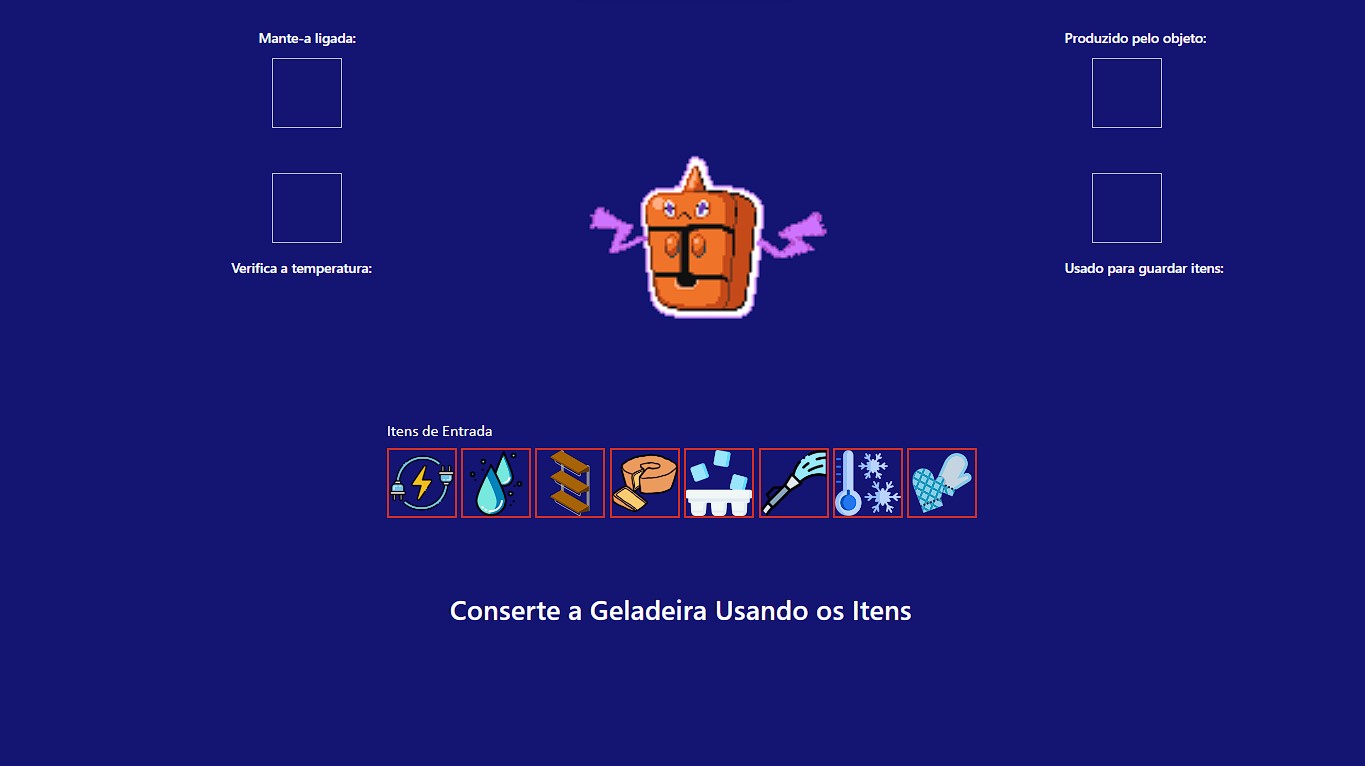 Mante-a ligada:
Produzido pelo objeto:
Verifica a temperatura:
Usado para guardar itens:
Itens de Entrada
Conserte a Geladeira Usando os Itens